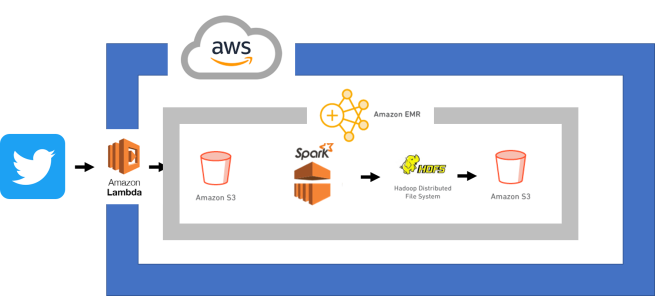 aws
Amazon EMR
Spark
HDFS
Amazon
Lambda
Amazon S3
Hadoop Distributed
File System
Amazon S3